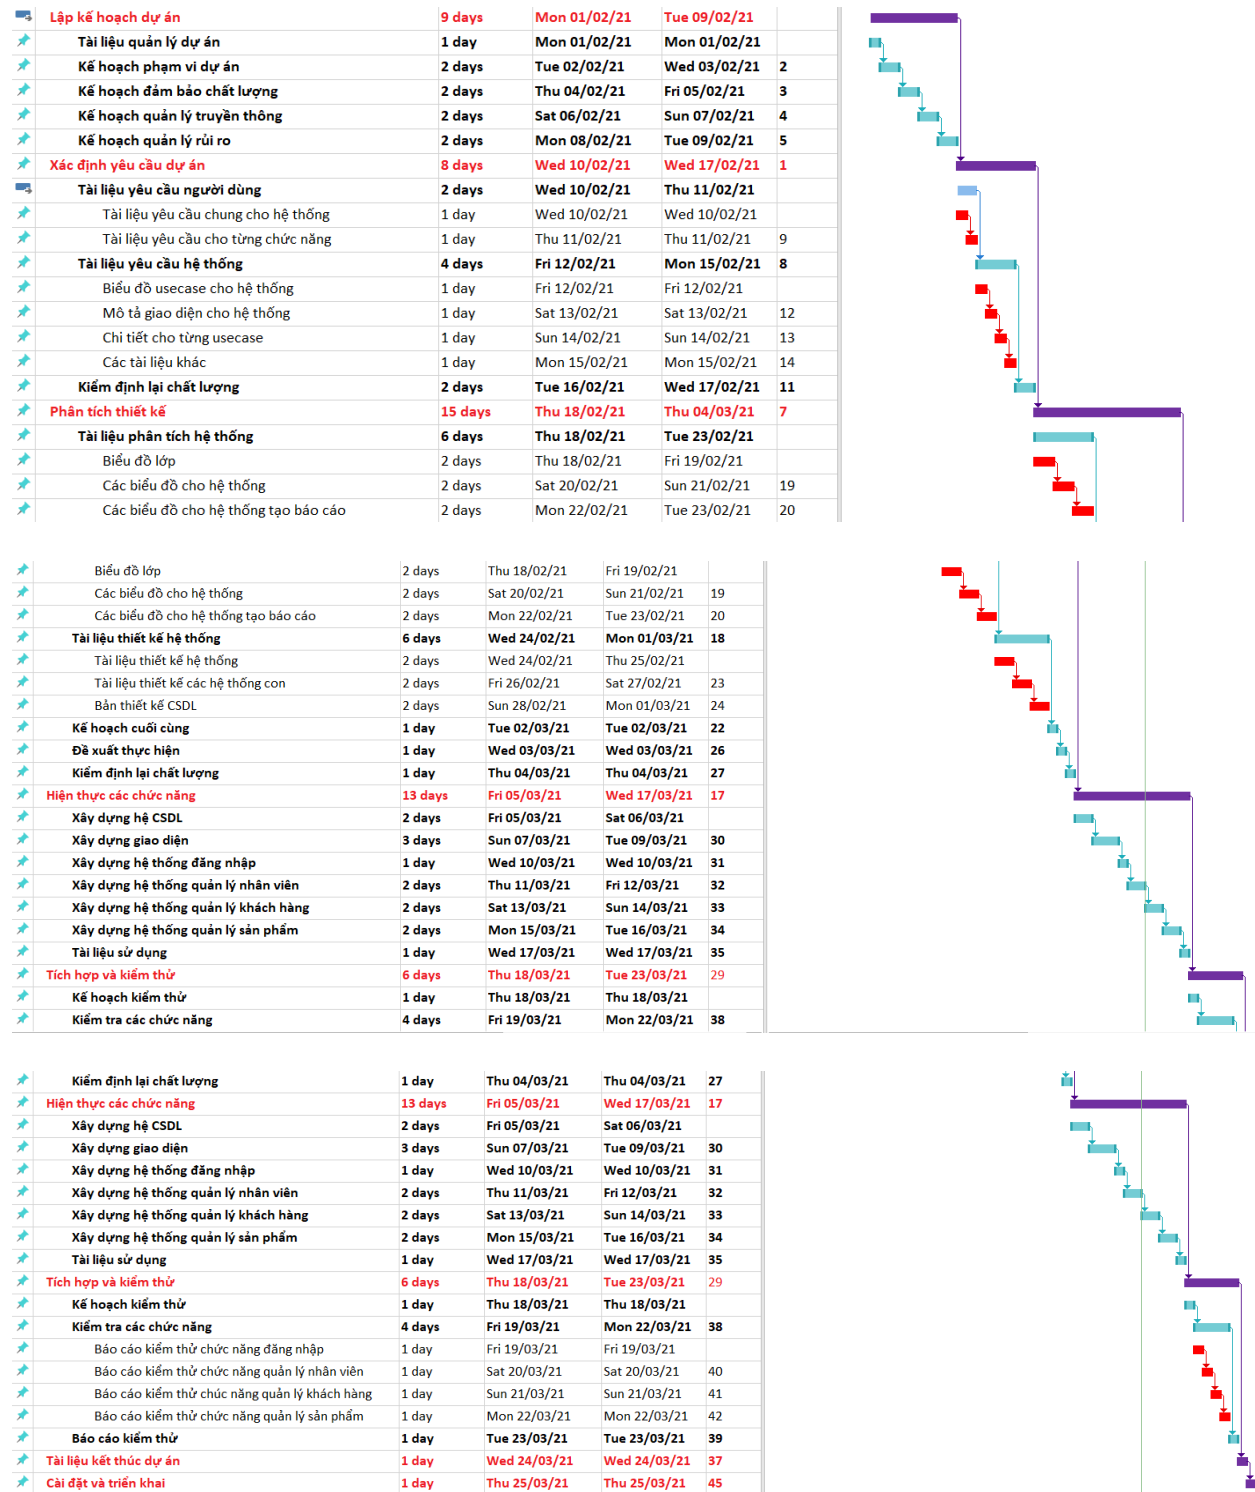 Lập kế hoạch dự án 9 days Mon 01/02/21 Tue 09/02/21
Tài liệu quản lý dự án 1 day Mon 01/02/21 Mon 01/02/21
Kế hoạch phạm vi dự án 2 days Tue 02/02/21 Wed 03/02/21 2
Kế hoạch đảm bảo chất lượng 2 days Thu 04/02/21 Fri 05/02/21 3
Kế hoạch quản lý truyền thông 2 days Sat 06/02/21 Sun 07/02/21 4
Kế hoạch quản lý rủi ro 2 days Mon 08/02/21 Tue 09/02/21 5
Xác định yêu cầu dự án 8 days Wed 10/02/21 Wed 17/02/21 1
Tài liệu yêu cầu người dùng 2 days Wed 10/02/21 Thu 11/02/21
Tài liệu yêu cầu chung cho hệ thống 1 day Wed 10/02/21 Wed 10/02/21
Tài liệu yêu cầu cho từng chức năng 1 day Thu 11/02/21 Thu 11/02/21 9
Tài liệu yêu cầu hệ thống 4 days Fri 12/02/21 Mon 15/02/21 8
Biểu đồ usecase cho hệ thống 1 day Fri 12/02/21 Fri 12/02/21
Mô tả giao diện cho hệ thống 1 day Sat 13/02/21 Sat 13/02/21 12
Chi tiết cho từng usecase 1 day Sun 14/02/21 Sun 14/02/21 13
Các tài liệu khác 1 day Mon 15/02/21 Mon 15/02/21 14
Kiểm định lại chất lượng 2 days Tue 16/02/21 Wed 17/02/21 11
Phân tích thiết kế 15 days Thu 18/02/21 Thu 04/03/21 7
Tài liệu phân tích hệ thống 6 days Thu 18/02/21 Tue 23/02/21
Biểu đồ lớp 2 days Thu 18/02/21 Fri 19/02/21
Các biểu đồ cho hệ thống 2 days Sat 20/02/21 Sun 21/02/21 19
Các biểu đồ cho hệ thống tạo báo cáo 2 days Mon 22/02/21 Tue 23/02/21 20
Biểu đồ lớp 2 days Thu 18/02/21 Fri 19/02/21
Các biểu đồ cho hệ thống 2 days Sat 20/02/21 Sun 21/02/21 19
Các biểu đồ cho hệ thống tạo báo cáo 2 days Mon 22/02/21 Tue 23/02/21 20
Tài liệu thiết kế hệ thống 6 days Wed 24/02/21 Mon 01/03/21 18
Tài liệu thiết kế hệ thống 2 days Wed 24/02/21 Thu 25/02/21
Tài liệu thiết kế các hệ thống con 2 days Fri 26/02/21 Sat 27/02/21 23
Bản thiết kế CSDL 2 days Sun 28/02/21 Mon 01/03/21 24
Kế hoạch cuối cùng 1 day Tue 02/03/21 Tue 02/03/21 22
Đề xuất thực hiện 1 day Wed 03/03/21 Wed 03/03/21 26
Kiểm định lại chất lượng 1 day Thu 04/03/21 Thu 04/03/21 27
Hiện thực các chức năng 13 days Fri 05/03/21 Wed 17/03/21 17
Xây dựng hệ CSDL 2 days Fri 05/03/21 Sat 06/03/21
Xây dựng giao diện 3 days Sun 07/03/21 Tue 09/03/21 30
Xây dựng hệ thống đăng nhập 1 day Wed 10/03/21 Wed 10/03/21 31
Xây dựng hệ thống quản lý nhân viên 2 days Thu 11/03/21 Fri 12/03/21 32
Xây dựng hệ thống quản lý khách hàng 2 days Sat 13/03/21 Sun 14/03/21 33
Xây dựng hệ thống quản lý sản phẩm 2 days Mon 15/03/21 Tue 16/03/21 34
Tài liệu sử dụng 1 day Wed 17/03/21 Wed 17/03/21 35
Tích hợp và kiểm thử 6 days Thu 18/03/21 Tue 23/03/21 29
Kế hoạch kiểm thử 1 day Thu 18/03/21 Thu 18/03/21
Kiểm tra các chức năng 4 days Fri 19/03/21 Mon 22/03/21 38
Kiểm định lại chất lượng 1 day Thu 04/03/21 Thu 04/03/21 27
Hiện thực các chức năng 13 days Fri 05/03/21 Wed 17/03/21 17
Xây dựng hệ CSDL 2 days Fri 05/03/21 Sat 06/03/21
Xây dựng giao diện 3 days Sun 07/03/21 Tue 09/03/21 30
Xây dựng hệ thống đăng nhập 1 day Wed 10/03/21 Wed 10/03/21 31
Xây dựng hệ thống quản lý nhân viên 2 days Thu 11/03/21 Fri 12/03/21 32
Xây dựng hệ thống quản lý khách hàng 2 days Sat 13/03/21 Sun 14/03/21 33
Xây dựng hệ thống quản lý sản phẩm 2 days Mon 15/03/21 Tue 16/03/21 34
Tài liệu sử dụng 1 day Wed 17/03/21 Wed 17/03/21 35
Tích hợp và kiểm thử 6 days Thu 18/03/21 Tue 23/03/21 29
Kế hoạch kiểm thử 1 day Thu 18/03/21 Thu 18/03/21
Kiểm tra các chức năng 4 days Fri 19/03/21 Mon 22/03/21 38
Báo cáo kiểm thử chức năng đăng nhập 1 day Fri 19/03/21 Fri 19/03/21
Báo cáo kiểm thử chức năng quản lý nhân viên 1 day Sat 20/03/21 Sat 20/03/21 40
Báo cáo kiểm thử chúc năng quản lý khách hàng 1 day Sun 21/03/21 Sun 21/03/21 41
Báo cáo kiểm thử chức năng quản lý sản phẩm 1 day Mon 22/03/21 Mon 22/03/21 42
Báo cáo kiểm thử 1 day Tue 23/03/21 Tue 23/03/21 39
Tài liệu kết thúc dự án 1 day Wed 24/03/21 Wed 24/03/21 37
Cài đặt và triển khai 1 day Thu 25/03/21 Thu 25/03/21 45